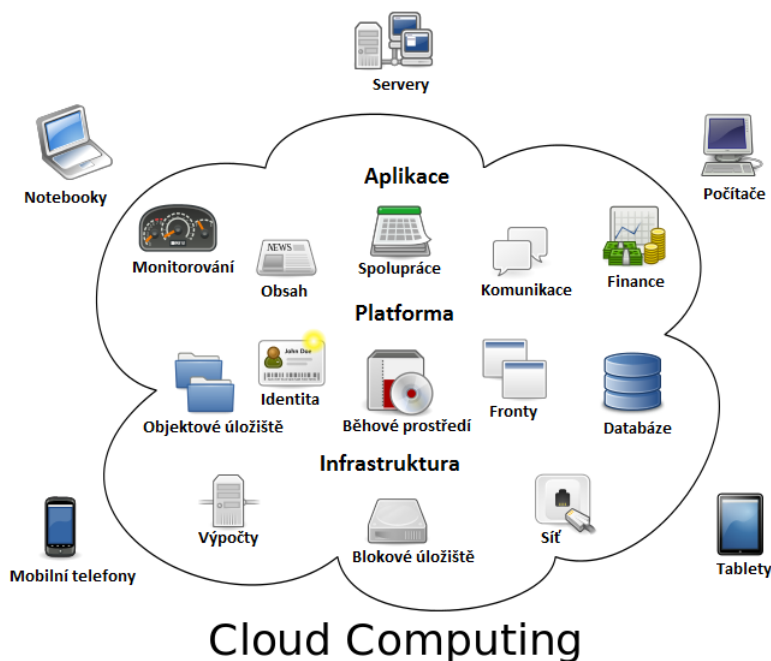 Servery
Notebooky
Počítače
Aplikace
Monitorování
NEWS
Obsah
Spolupráce
Komunikace
Finance
Platforma
John Doe
Objektové úložiště
Identita
Běhové prostředí
Fronty
Databáze
Infrastruktura
Výpočty
Blokové úložiště
Síť
Mobilní telefony
Tablety
Cloud Computing